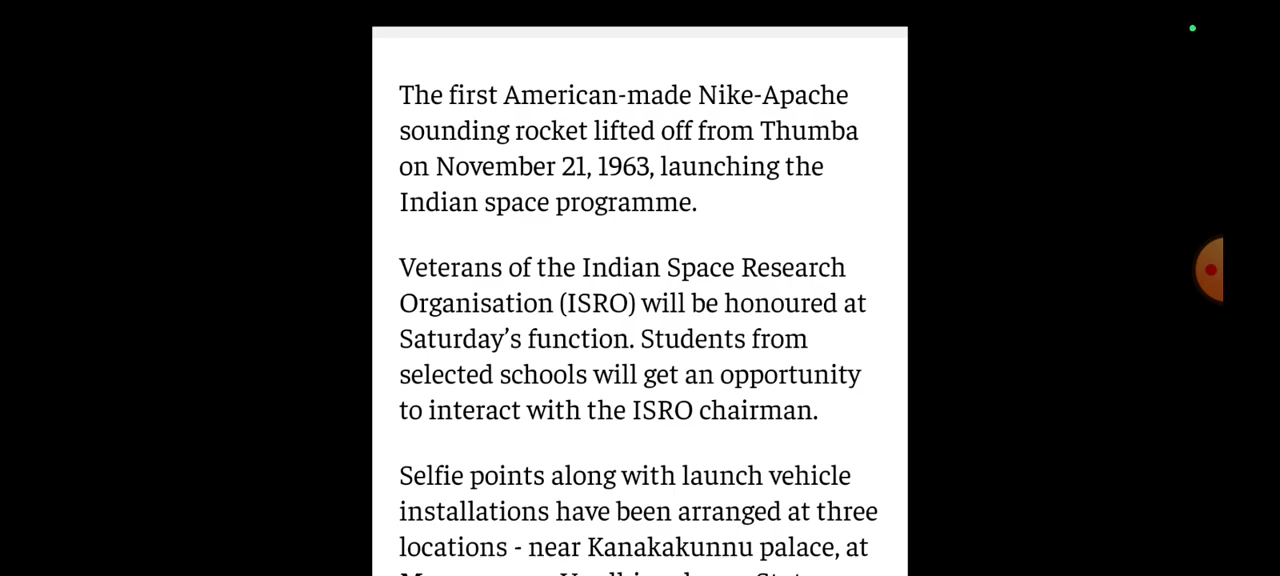 The first American-made Nike-Apache
sounding rocket lifted off from Thumba
on November 21, 1963, launching the
Indian space programme.
Veterans of the Indian Space Research
Organisation (ISRO) will be honoured at
Saturday’s function. Students from
selected schools will get an opportunity
to interact with the ISRO chairman.
Selfie points along with launch vehicle
installations have been arranged at three
locations - near Kanakakunnu palace, at